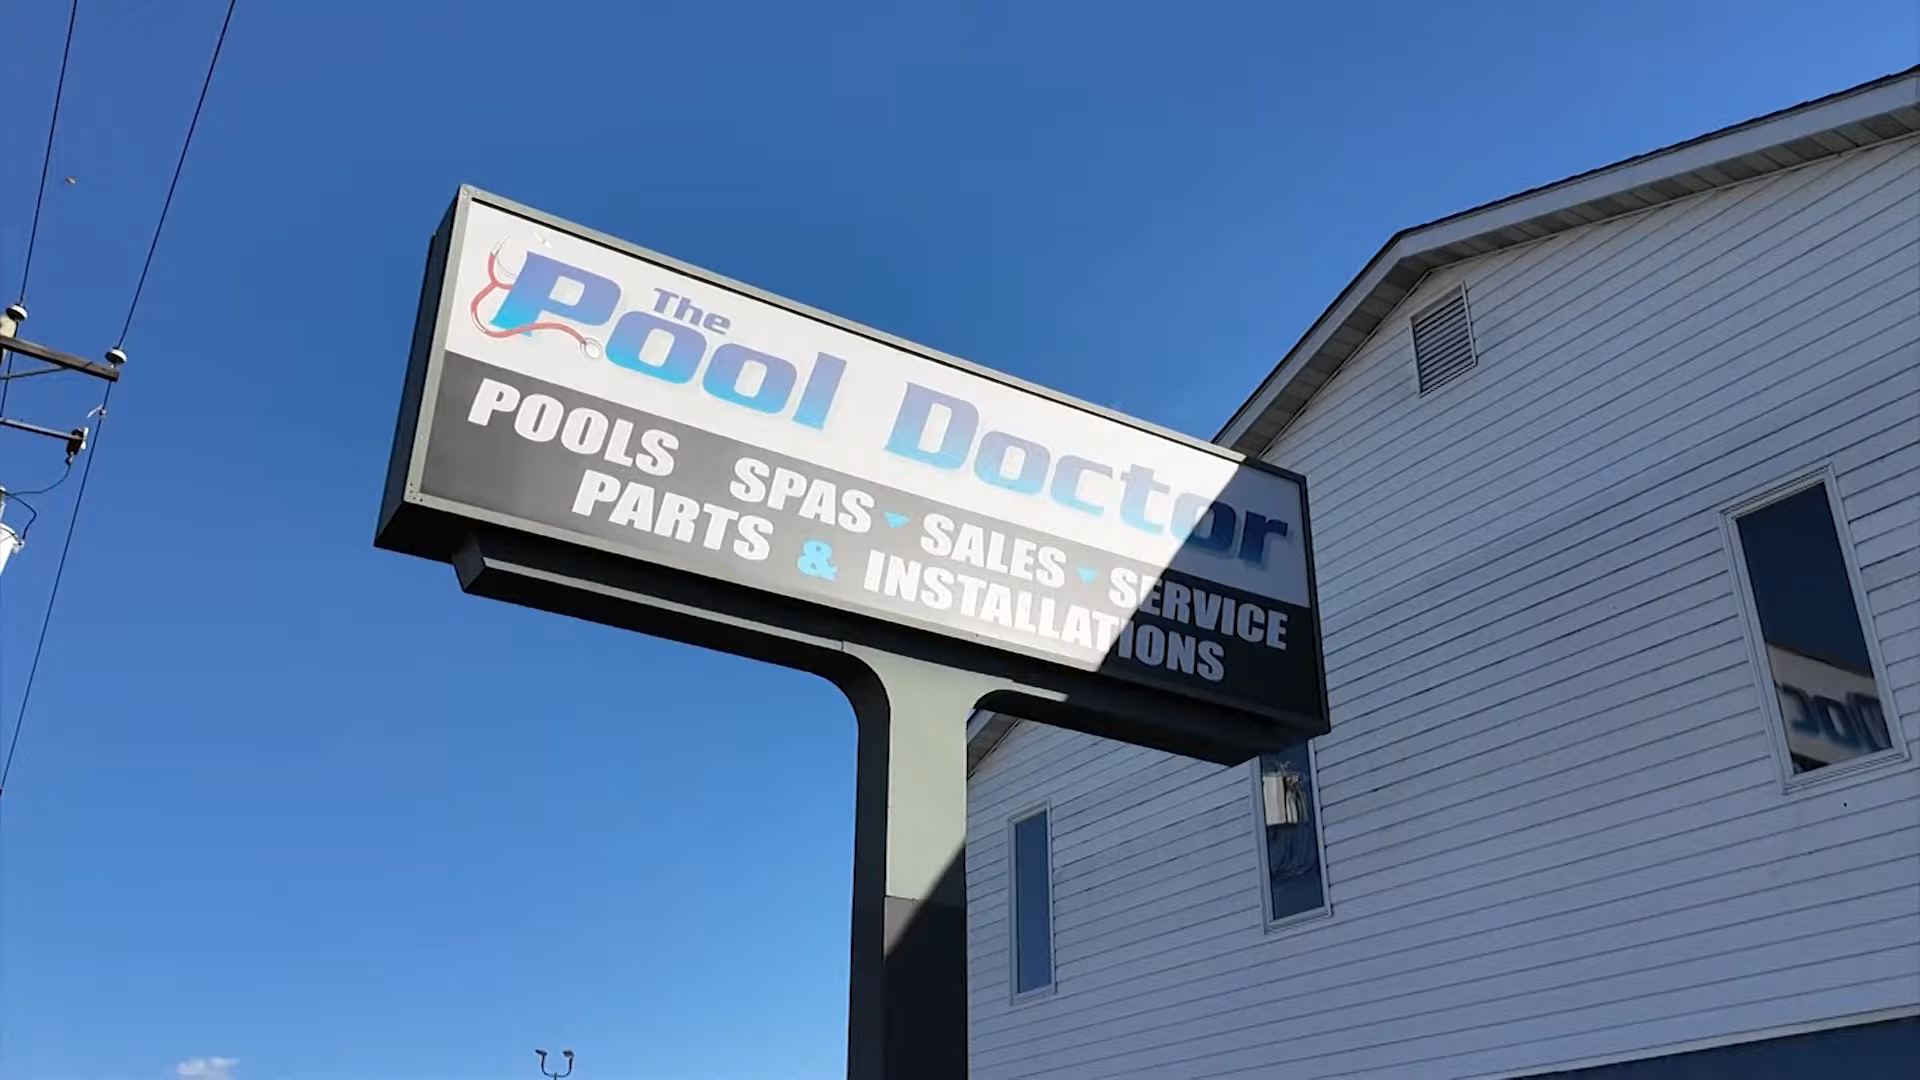 The
Pool Doctor
POOLS SPAS SALES SERVICE
PARTS & INSTALLATIONS